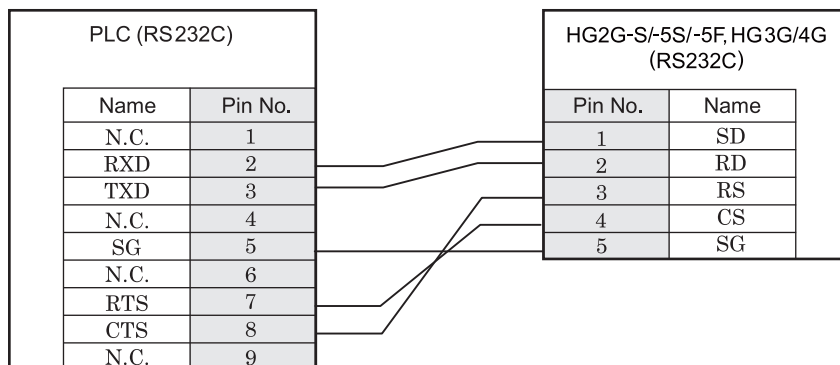 PLC (RS232C)
Name Pin No.
N.C. 1
RXD 2
TXD 3
N.C. 4
SG 5
N.C. 6
RTS 7
CTS 8
N.C. 9
HG2G-S/-5S/-5F, HG3G/4G
(RS232C)
Pin No. Name
1 SD
2 RD
3 RS
4 CS
5 SG